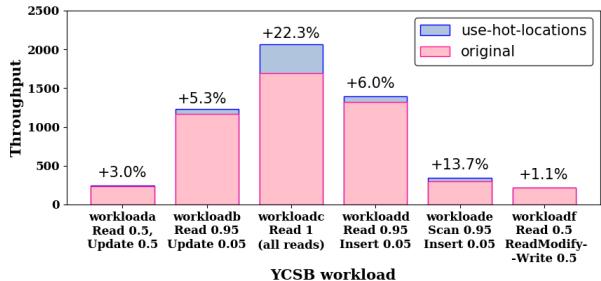 2500
2000
1500
1000
500
0
Throughput
use-hot-locations
original
+3.0%
+5.3%
+22.3%
+6.0%
+13.7%
+1.1%
workloada
Read 0.5,
Update 0.5
workloadb
Read 0.95
Update 0.05
workloadc
Read 1
(all reads)
workloadd
Read 0.95
Insert 0.05
workloade
Scan 0.95
Insert 0.05
workloadf
Read 0.5
ReadModify-
-Write 0.5
YCSB workload